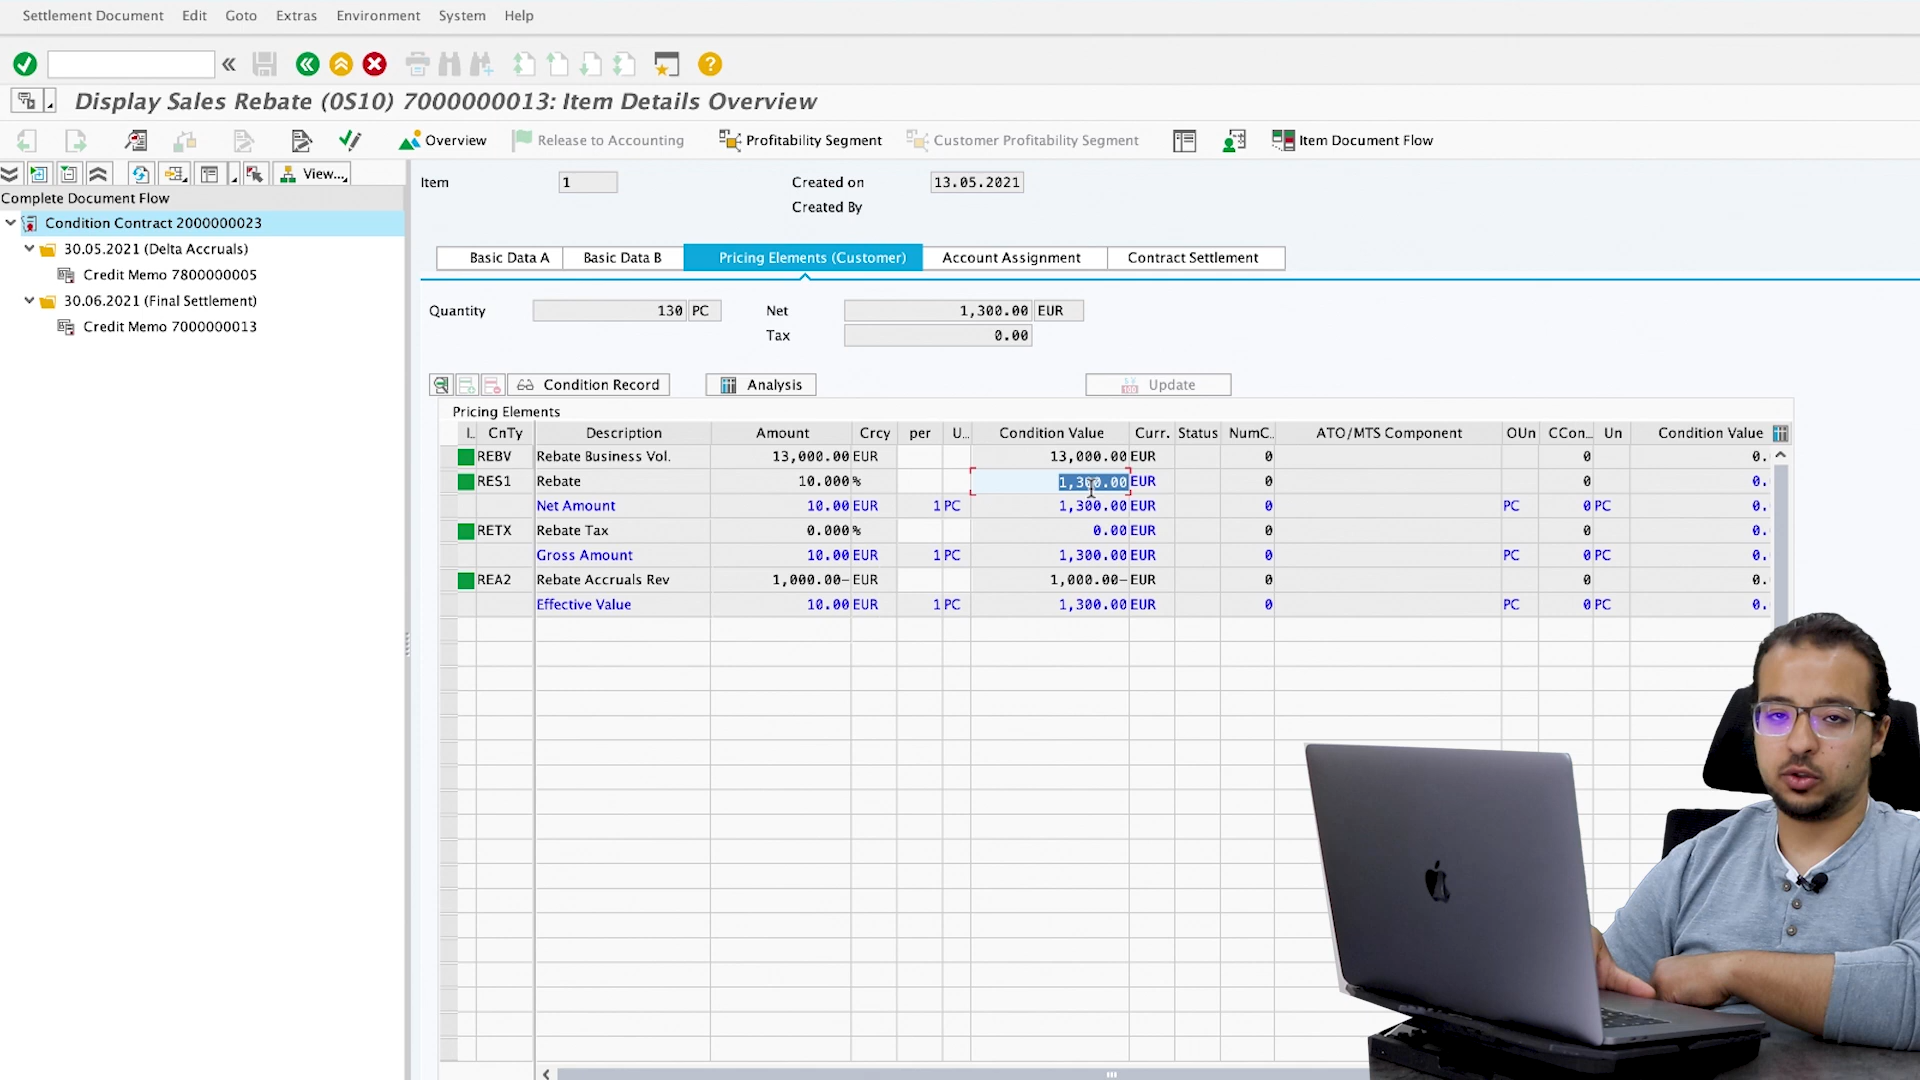 Settlement Document Edit Goto Extras Environment System Help
Display Sales Rebate (0S10) 7000000013: Item Details Overview
Overview Release to Accounting Profitability Segment Customer Profitability Segment Item Document Flow
View...
Complete Document Flow
Condition Contract 2000000023
30.05.2021 (Delta Accruals)
Credit Memo 7800000005
30.06.2021 (Final Settlement)
Credit Memo 7000000013
Item 1 Created on 13.05.2021
Created By
Basic Data A Basic Data B Pricing Elements (Customer) Account Assignment Contract Settlement
Quantity 130 PC Net 1,300.00 EUR
Tax 0.00
Condition Record Analysis Update
Pricing Elements
I.. CnTy Description Amount Crcy per U... Condition Value Curr. Status NumC.. ATO/MTS Component OUn CCon... Un Condition Value
REBV Rebate Business Vol. 13,000.00 EUR 13,000.00 EUR 0 0 0.
RES1 Rebate 10.000 % 1,300.00 EUR 0 0 0.
Net Amount 10.00 EUR 1 PC 1,300.00 EUR 0 PC 0 PC 0.
RETX Rebate Tax 0.000 % 0.00 EUR 0 0 0.
Gross Amount 10.00 EUR 1 PC 1,300.00 EUR 0 PC 0 PC 0.
REA2 Rebate Accruals Rev 1,000.00- EUR 1,000.00- EUR 0 0 0.
Effective Value 10.00 EUR 1 PC 1,300.00 EUR 0 PC 0 PC 0.